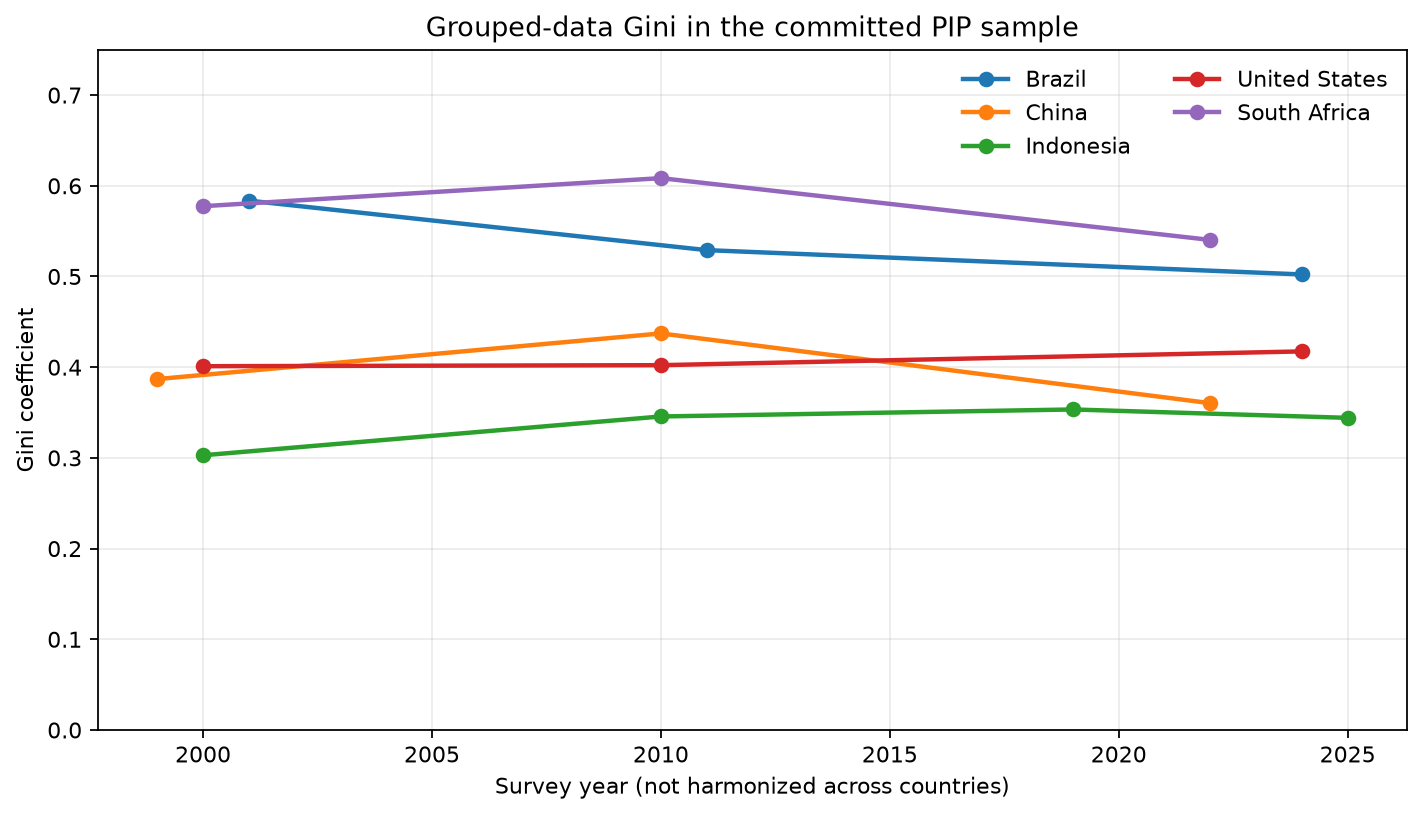 Grouped-data Gini in the committed PIP sample
Brazil
China
Indonesia
United States
South Africa
Gini coefficient
0.7
0.6
0.5
0.4
0.3
0.2
0.1
0.0
2000 2005 2010 2015 2020 2025
Survey year (not harmonized across countries)